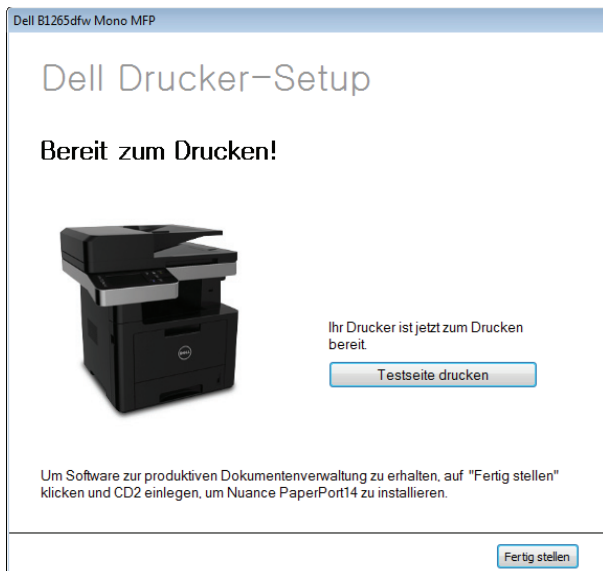 Dell B1265dfw Mono MFP
Dell Drucker-Setup
Bereit zum Drucken!
DELL
Ihr Drucker ist jetzt zum Drucken
bereit.
Testseite drucken
Um Software zur produktiven Dokumentenverwaltung zu erhalten, auf "Fertig stellen"
klicken und CD2 einlegen, um Nuance PaperPort14 zu installieren.
Fertig stellen